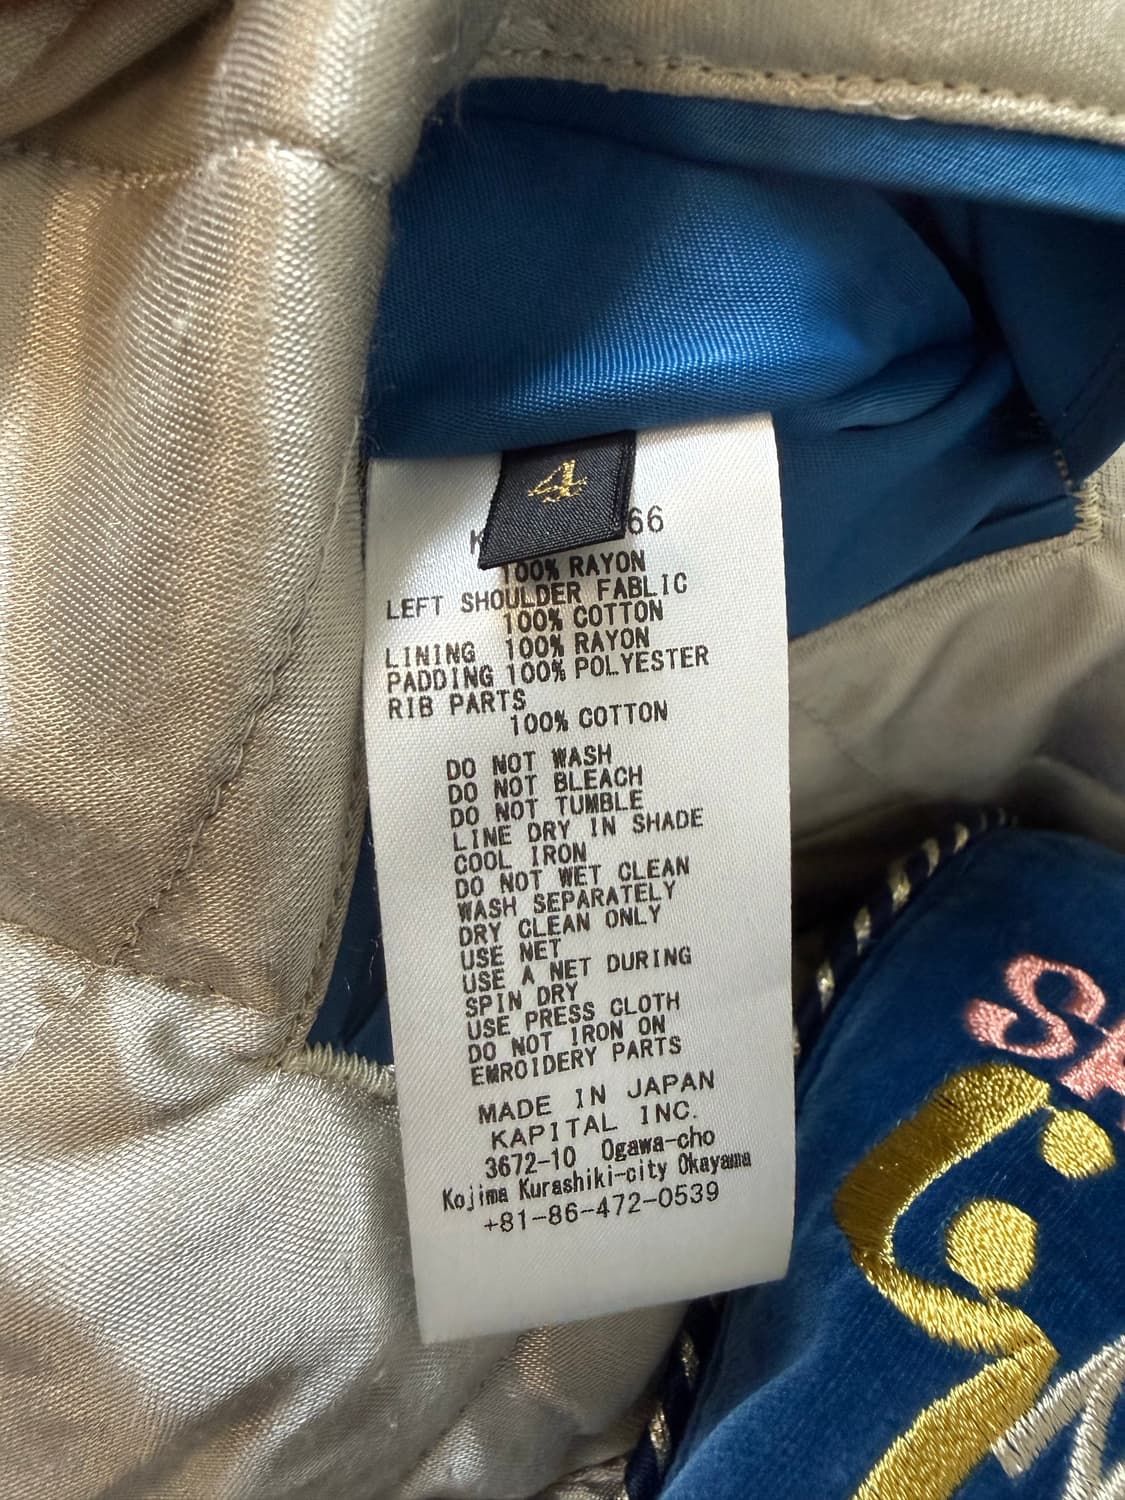 4
66
100% RAYON
LEFT SHOULDER FABLIC
100% COTTON
LINING 100% RAYON
PADDING 100% POLYESTER
RIB PARTS
100% COTTON
DO NOT WASH
DO NOT BLEACH
DO NOT TUMBLE
LINE DRY IN SHADE
COOL IRON
DO NOT WET CLEAN
WASH SEPARATELY
DRY CLEAN ONLY
USE NET
USE A NET DURING
SPIN DRY
USE PRESS CLOTH
DO NOT IRON ON
EMROIDERY PARTS
MADE IN JAPAN
KAPITAL INC.
3672-10 Ogawa-cho
Kojima Kurashiki-city Okayama
+81-86-472-0539